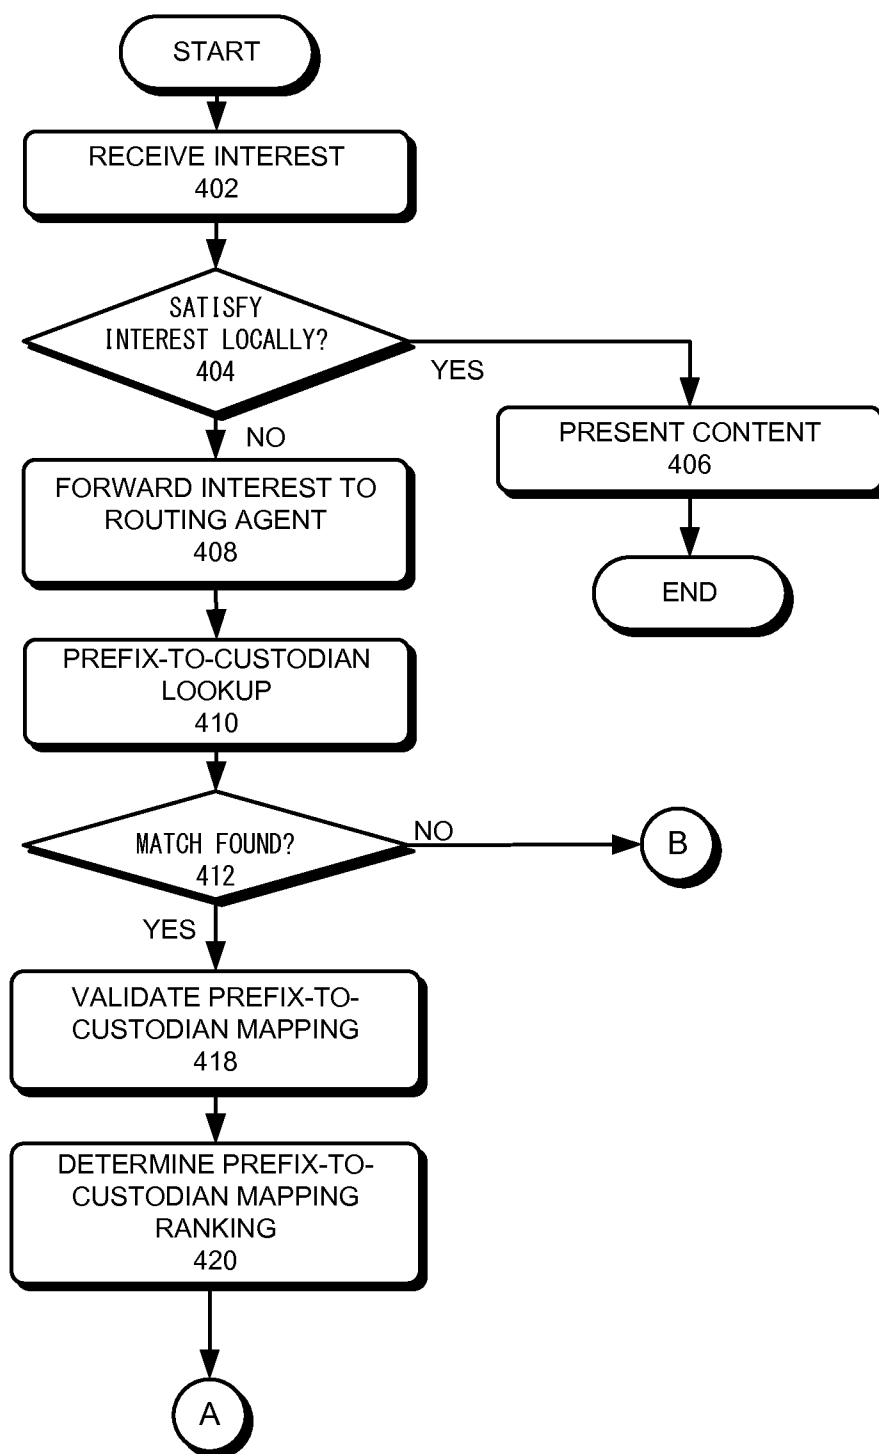 START
RECEIVE INTEREST
402
SATISFY
INTEREST LOCALLY?
404
YES
NO
PRESENT CONTENT
406
END
FORWARD INTEREST TO
ROUTING AGENT
408
PREFIX-TO-CUSTODIAN
LOOKUP
410
MATCH FOUND?
412
NO
B
YES
VALIDATE PREFIX-TO-
CUSTODIAN MAPPING
418
DETERMINE PREFIX-TO-
CUSTODIAN MAPPING
RANKING
420
A